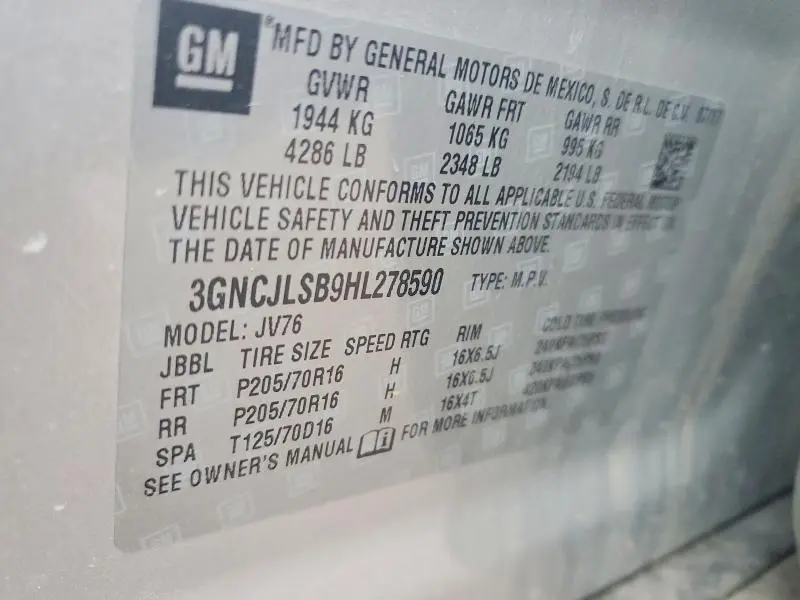 GM
®MFD BY GENERAL MOTORS DE MEXICO, S. DE R.L. DE C.V.
GVWR GAWR FRT GAWR RR
1944 KG 1065 KG 995 KG
4286 LB 2348 LB 2194 LB
THIS VEHICLE CONFORMS TO ALL APPLICABLE U.S. FEDERAL MOTOR
VEHICLE SAFETY AND THEFT PREVENTION STANDARDS IN EFFECT ON
THE DATE OF MANUFACTURE SHOWN ABOVE.
3GNCJLSB9HL278590 TYPE: M.P.V.
MODEL: JV76
JBBL TIRE SIZE SPEED RTG RIM COLD TIRE PRESSURE
FRT P205/70R16 H 16X6.5J
RR P205/70R16 H 16X6.5J
SPA T125/70D16 M 16X4T
SEE OWNER'S MANUAL FOR MORE INFORMATION.